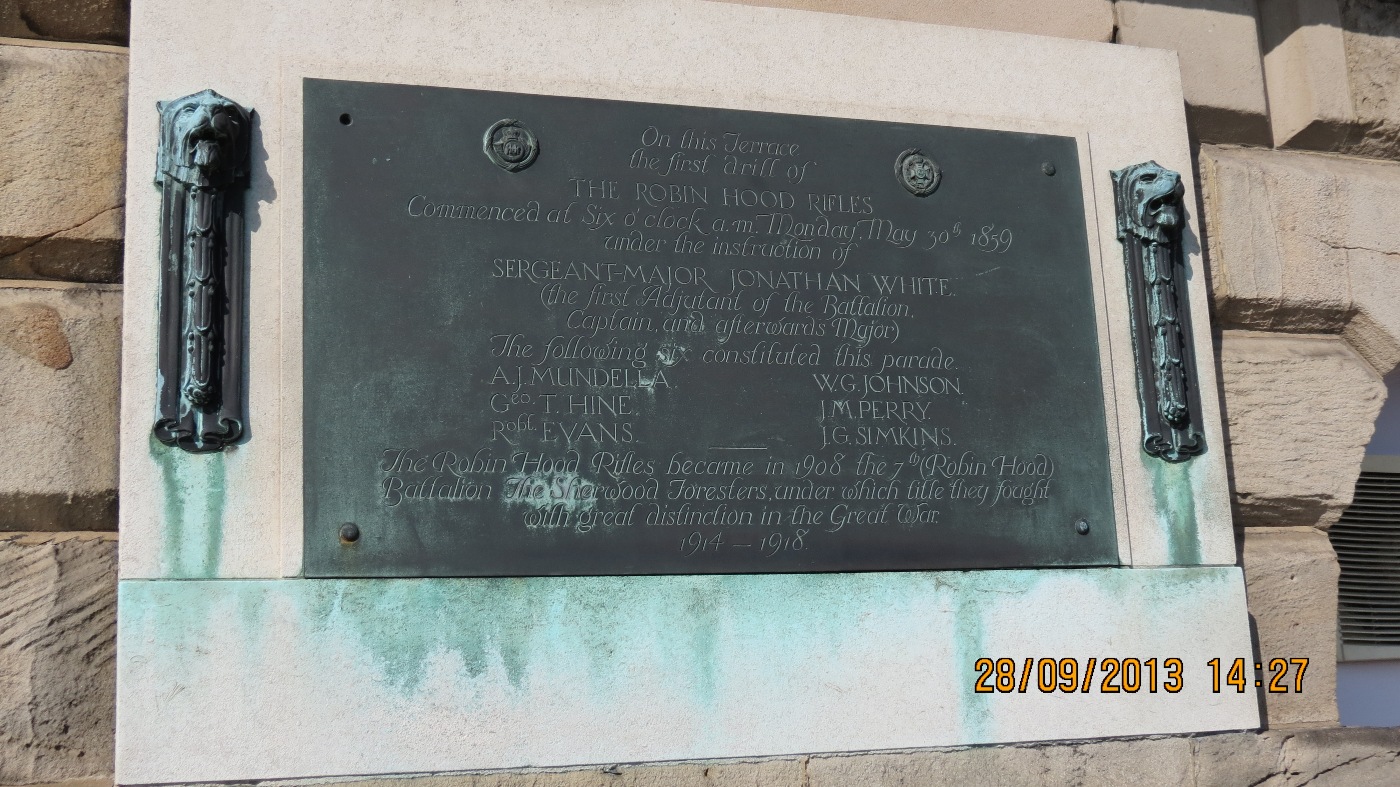 On this Terrace
the first drill of
THE ROBIN HOOD RIFLES
Commenced at Six o'clock a.m. Monday, May 30th 1859
under the instruction of
SERGEANT-MAJOR JONATHAN WHITE.
(the first Adjutant of the Battalion,
Captain, and afterwards Major)
The following six constituted this parade.
A.J. MUNDELLA. W.G. JOHNSON.
Geo. T. HINE. J.M. PERRY.
Robt. EVANS. J.G. SIMKINS.
The Robin Hood Rifles became in 1908 the 7th (Robin Hood)
Battalion The Sherwood Foresters, under which title they fought
with great distinction in the Great War.
1914 — 1918.
28/09/2013 14:27